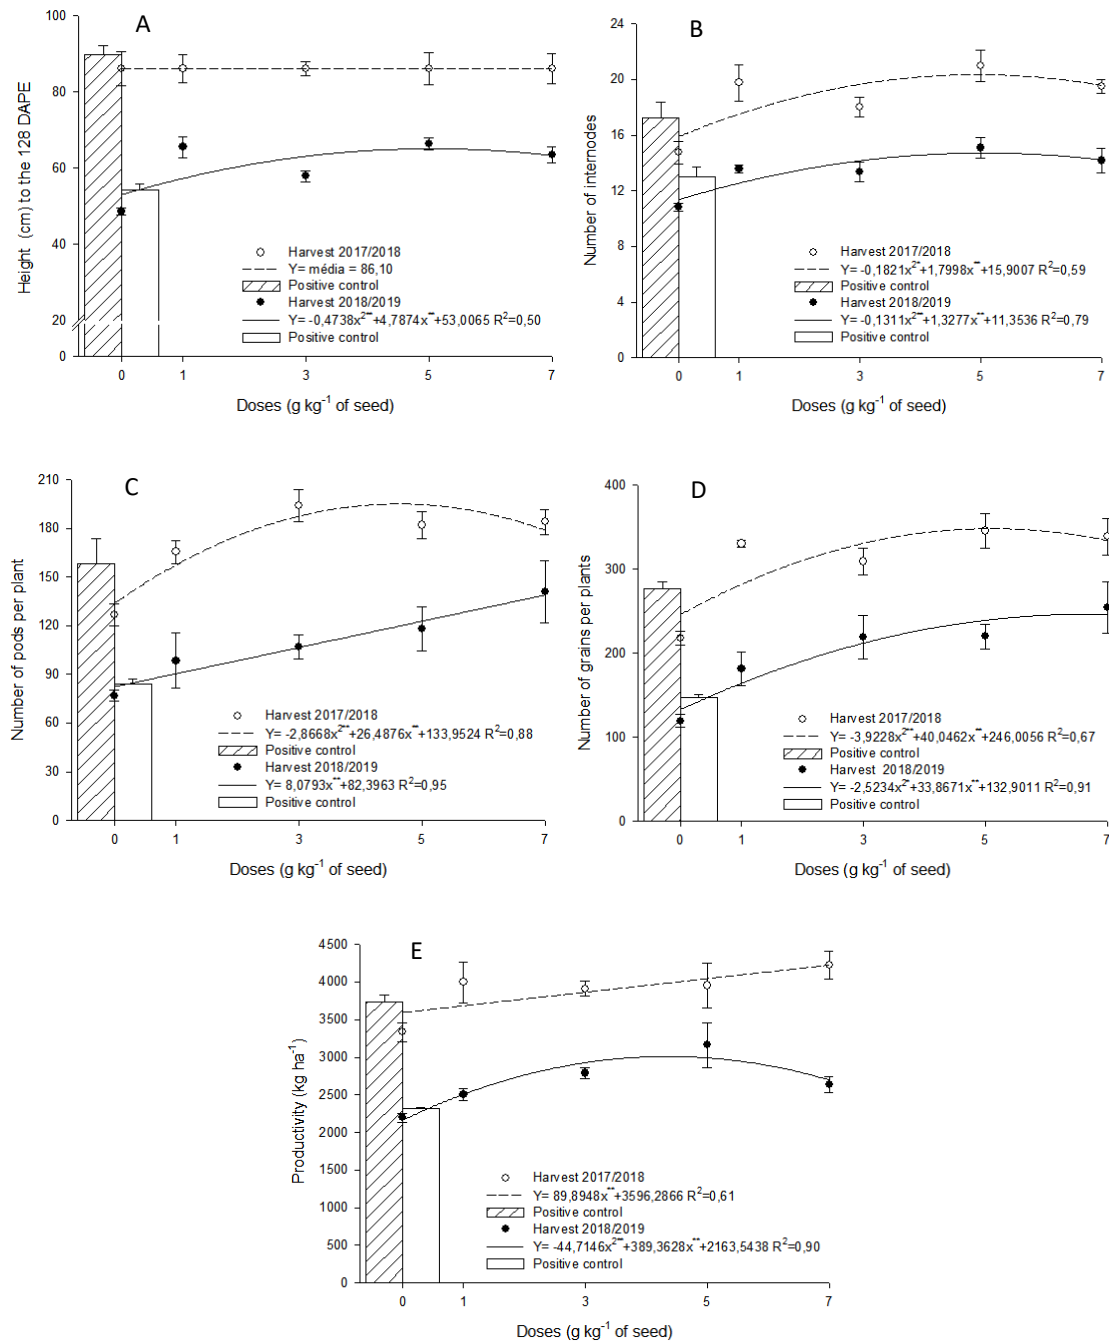 A
Height (cm) to the 128 DAPE
100
80
60
40
20
0
Harvest 2017/2018
Y= média = 86,10
Positive control
Harvest 2018/2019
Y= -0,4738x²**+4,7874x**+53,0065 R²=0,50
Positive control
0 1 3 5 7
Doses (g kg⁻¹ of seed)
B
Number of internodes
24
20
16
12
8
4
0
Harvest 2017/2018
Y= -0,1821x²*+1,7998x**+15,9007 R²=0,59
Positive control
Harvest 2018/2019
Y= -0,1311x²**+1,3277x**+11,3536 R²=0,79
Positive control
0 1 3 5 7
Doses (g kg⁻¹ of seed)
C
Number of pods per plant
210
180
150
120
90
60
30
0
Harvest 2017/2018
Y= -2,8668x²**+26,4876x**+133,9524 R²=0,88
Positive control
Harvest 2018/2019
Y= 8,0793x**+82,3963 R²=0,95
Positive control
0 1 3 5 7
Doses (g kg⁻¹ of seed)
D
Number of grains per plants
400
300
200
100
0
Harvest 2017/2018
Y= -3,9228x²**+40,0462x**+246,0056 R²=0,67
Positive control
Harvest 2018/2019
Y= -2,5234x²*+33,8671x**+132,9011 R²=0,91
Positive control
0 1 3 5 7
Doses (g kg⁻¹ of seed)
E
Productivity (kg ha⁻¹)
4500
4000
3500
3000
2500
2000
1500
1000
500
0
Harvest 2017/2018
Y= 89,8948x**+3596,2866 R²=0,61
Positive control
Harvest 2018/2019
Y= -44,7146x²**+389,3628x**+2163,5438 R²=0,90
Positive control
0 1 3 5 7
Doses (g kg⁻¹ of seed)